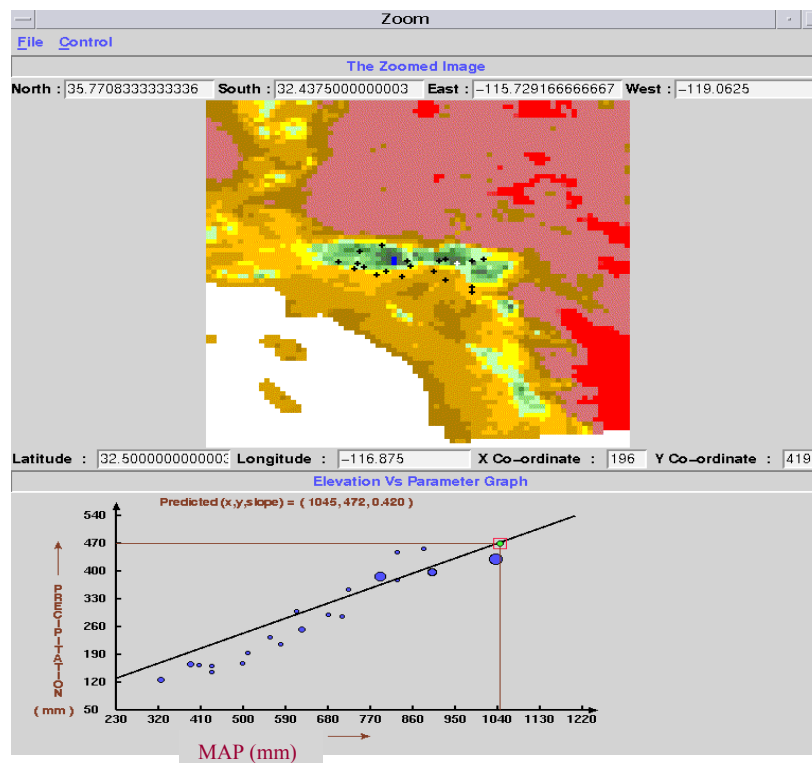 Zoom
File Control
The Zoomed Image
North : 35.7708333333336 South : 32.4375000000003 East : −115.729166666667 West : −119.0625
Latitude : 32.5000000000003 Longitude : −116.875 X Co−ordinate : 196 Y Co−ordinate : 419
Elevation Vs Parameter Graph
Predicted (x,y,slope) = ( 1045, 472, 0.420 )
540
470
400
330
260
190
120
50
PRECIPITATION
( mm )
230 320 410 500 590 680 770 860 950 1040 1130 1220
MAP (mm)